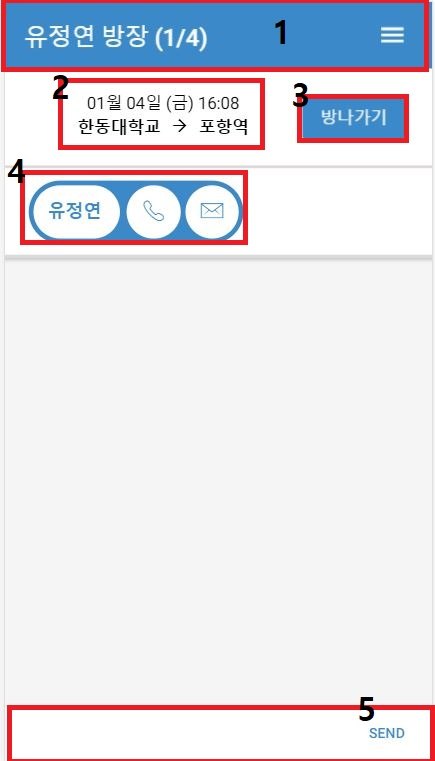 유정연 방장 (1/4) 1
2
01월 04일 (금) 16:08
한동대학교 → 포항역
3
방나가기
4
유정연
5
SEND